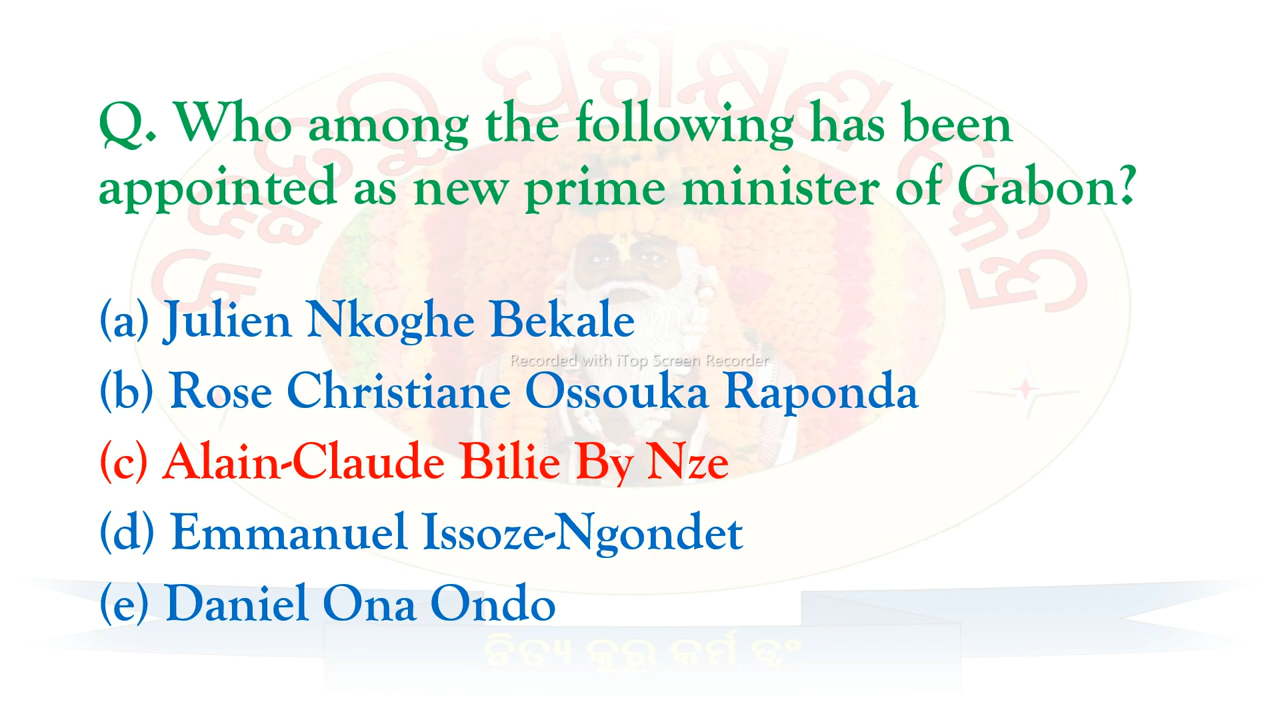 Q. Who among the following has been
appointed as new prime minister of Gabon?
(a) Julien Nkoghe Bekale
Recorded with iTop Screen Recorder
(b) Rose Christiane Ossouka Raponda
(c) Alain-Claude Bilie By Nze
(d) Emmanuel Issoze-Ngondet
(e) Daniel Ona Ondo